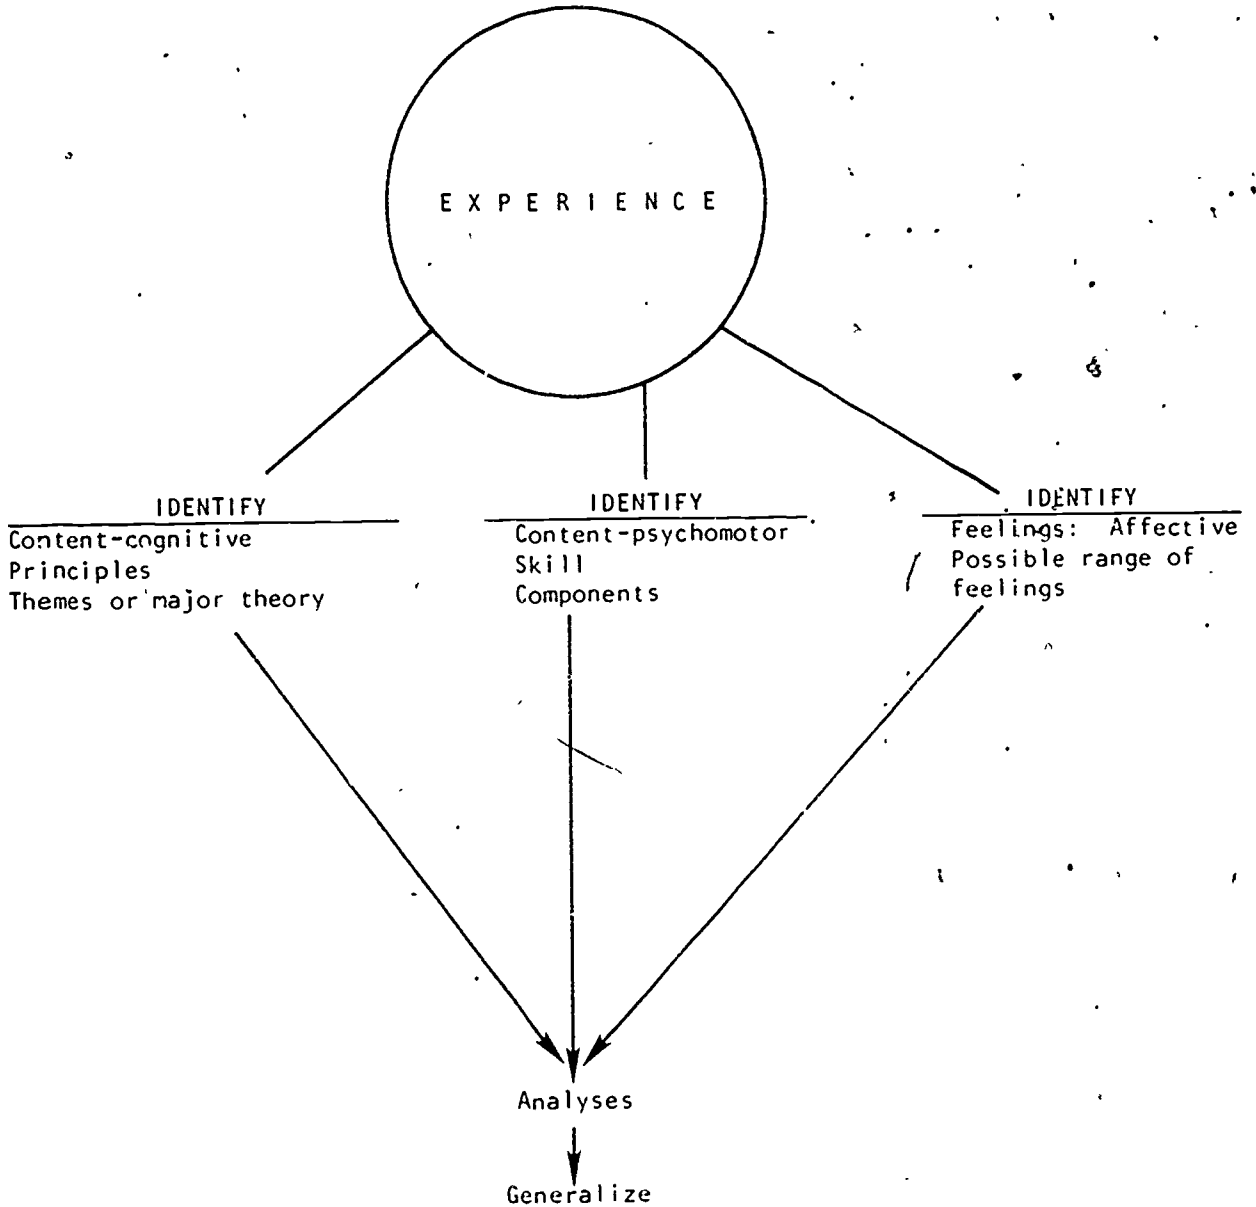 E X P E R I E N C E
IDENTIFY
Content-cognitive
Principles
Themes or major theory
IDENTIFY
Content-psychomotor
Skill
Components
IDENTIFY
Feelings: Affective
Possible range of
feelings
Analyses
Generalize